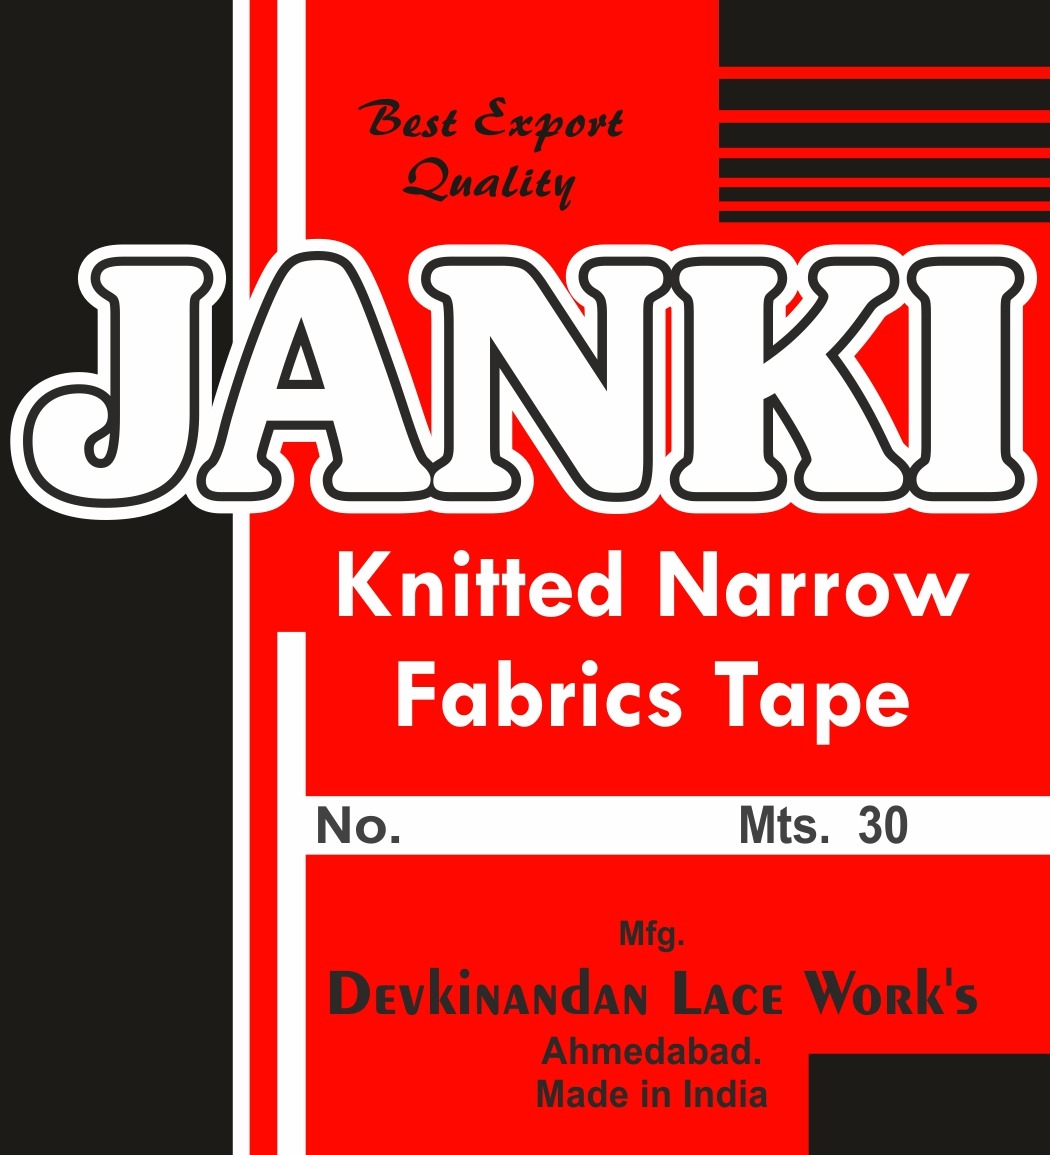 Best Export
Quality
JANKI
Knitted Narrow
Fabrics Tape
No. Mts. 30
Mfg.
Devkinandan Lace Work's
Ahmedabad.
Made in India